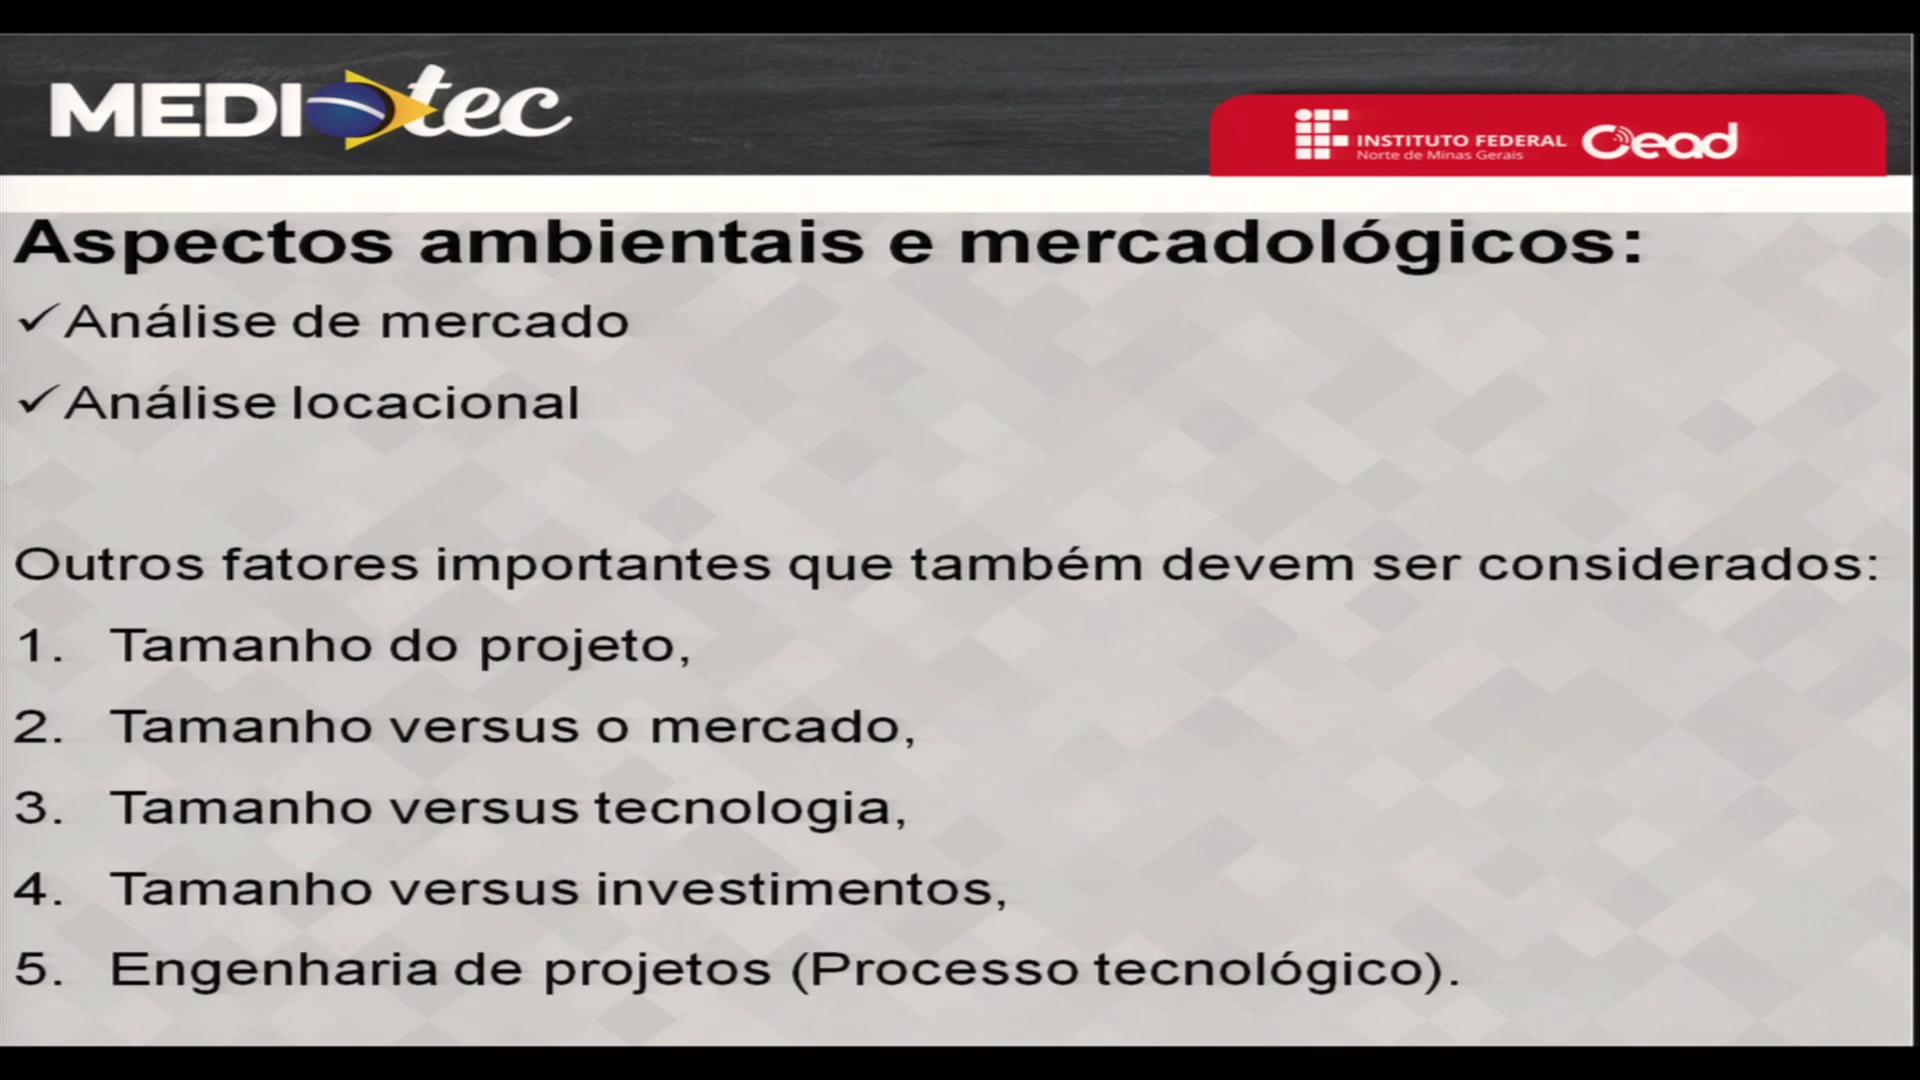 MEDIOtec
INSTITUTO FEDERAL
Norte de Minas Gerais
Cead
Aspectos ambientais e mercadológicos:
✓Análise de mercado
✓Análise locacional
Outros fatores importantes que também devem ser considerados:
1. Tamanho do projeto,
2. Tamanho versus o mercado,
3. Tamanho versus tecnologia,
4. Tamanho versus investimentos,
5. Engenharia de projetos (Processo tecnológico).